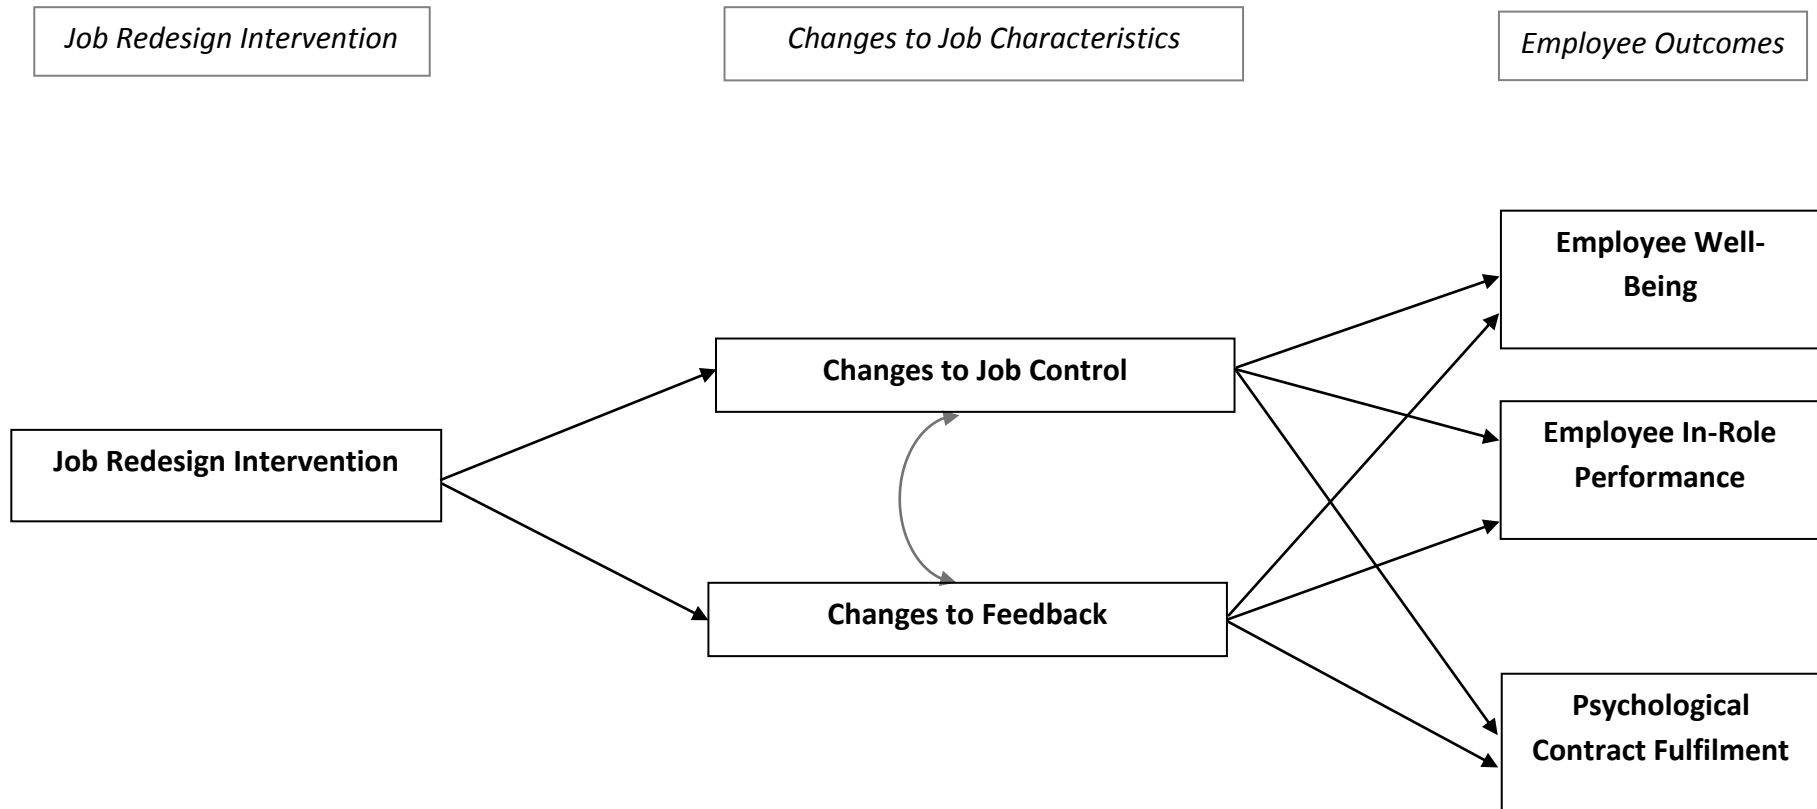 Job Redesign Intervention
Changes to Job Characteristics
Employee Outcomes
Employee Well-
Being
Changes to Job Control
Employee In-Role
Performance
Job Redesign Intervention
Changes to Feedback
Psychological
Contract Fulfilment